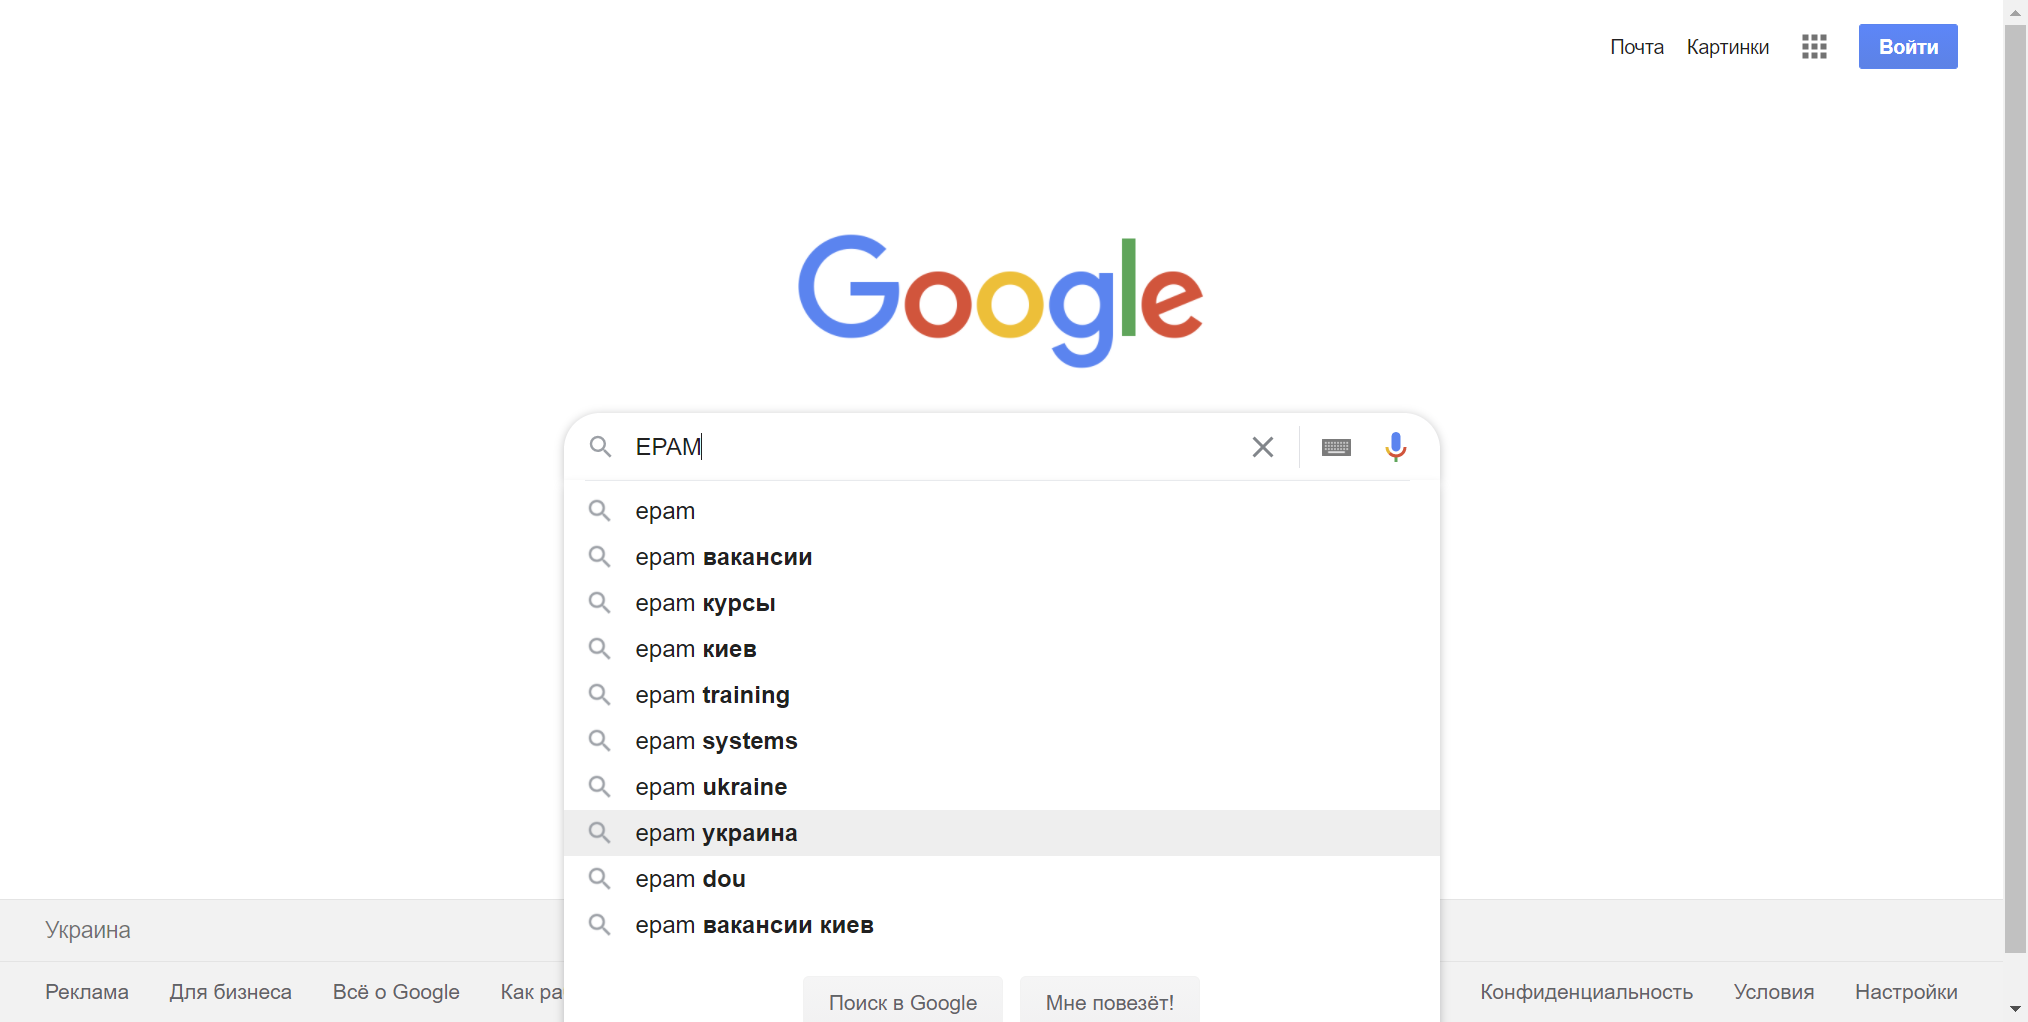 Почта Картинки Войти
Google
EPAM
epam
epam вакансии
epam курсы
epam киев
epam training
epam systems
epam ukraine
epam украина
epam dou
epam вакансии киев
Украина
Поиск в Google Мне повезёт!
Реклама Для бизнеса Всё о Google Как Конфиденциальность Условия Настройки